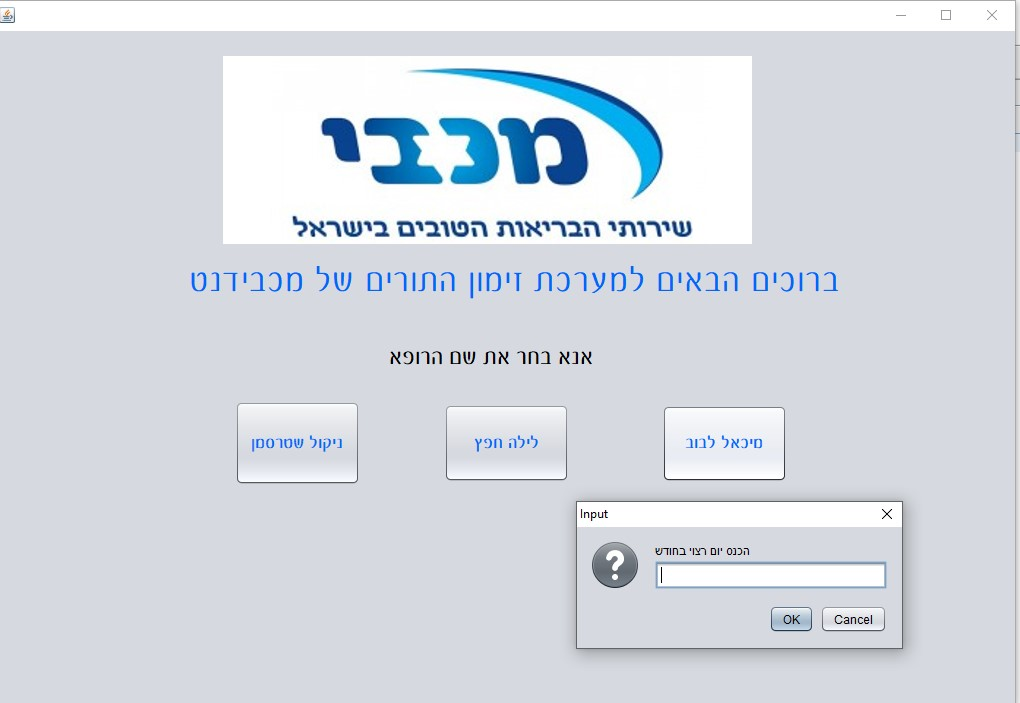 מכבי
שירותי הבריאות הטובים בישראל
ברוכים הבאים למערכת זימון התורים של מכבידנט
אנא בחר את שם הרופא
מיכאל לבוב
לילה חפץ
ניקול שטרסמן
Input
הכנס יום רצוי בחודש
OK
Cancel